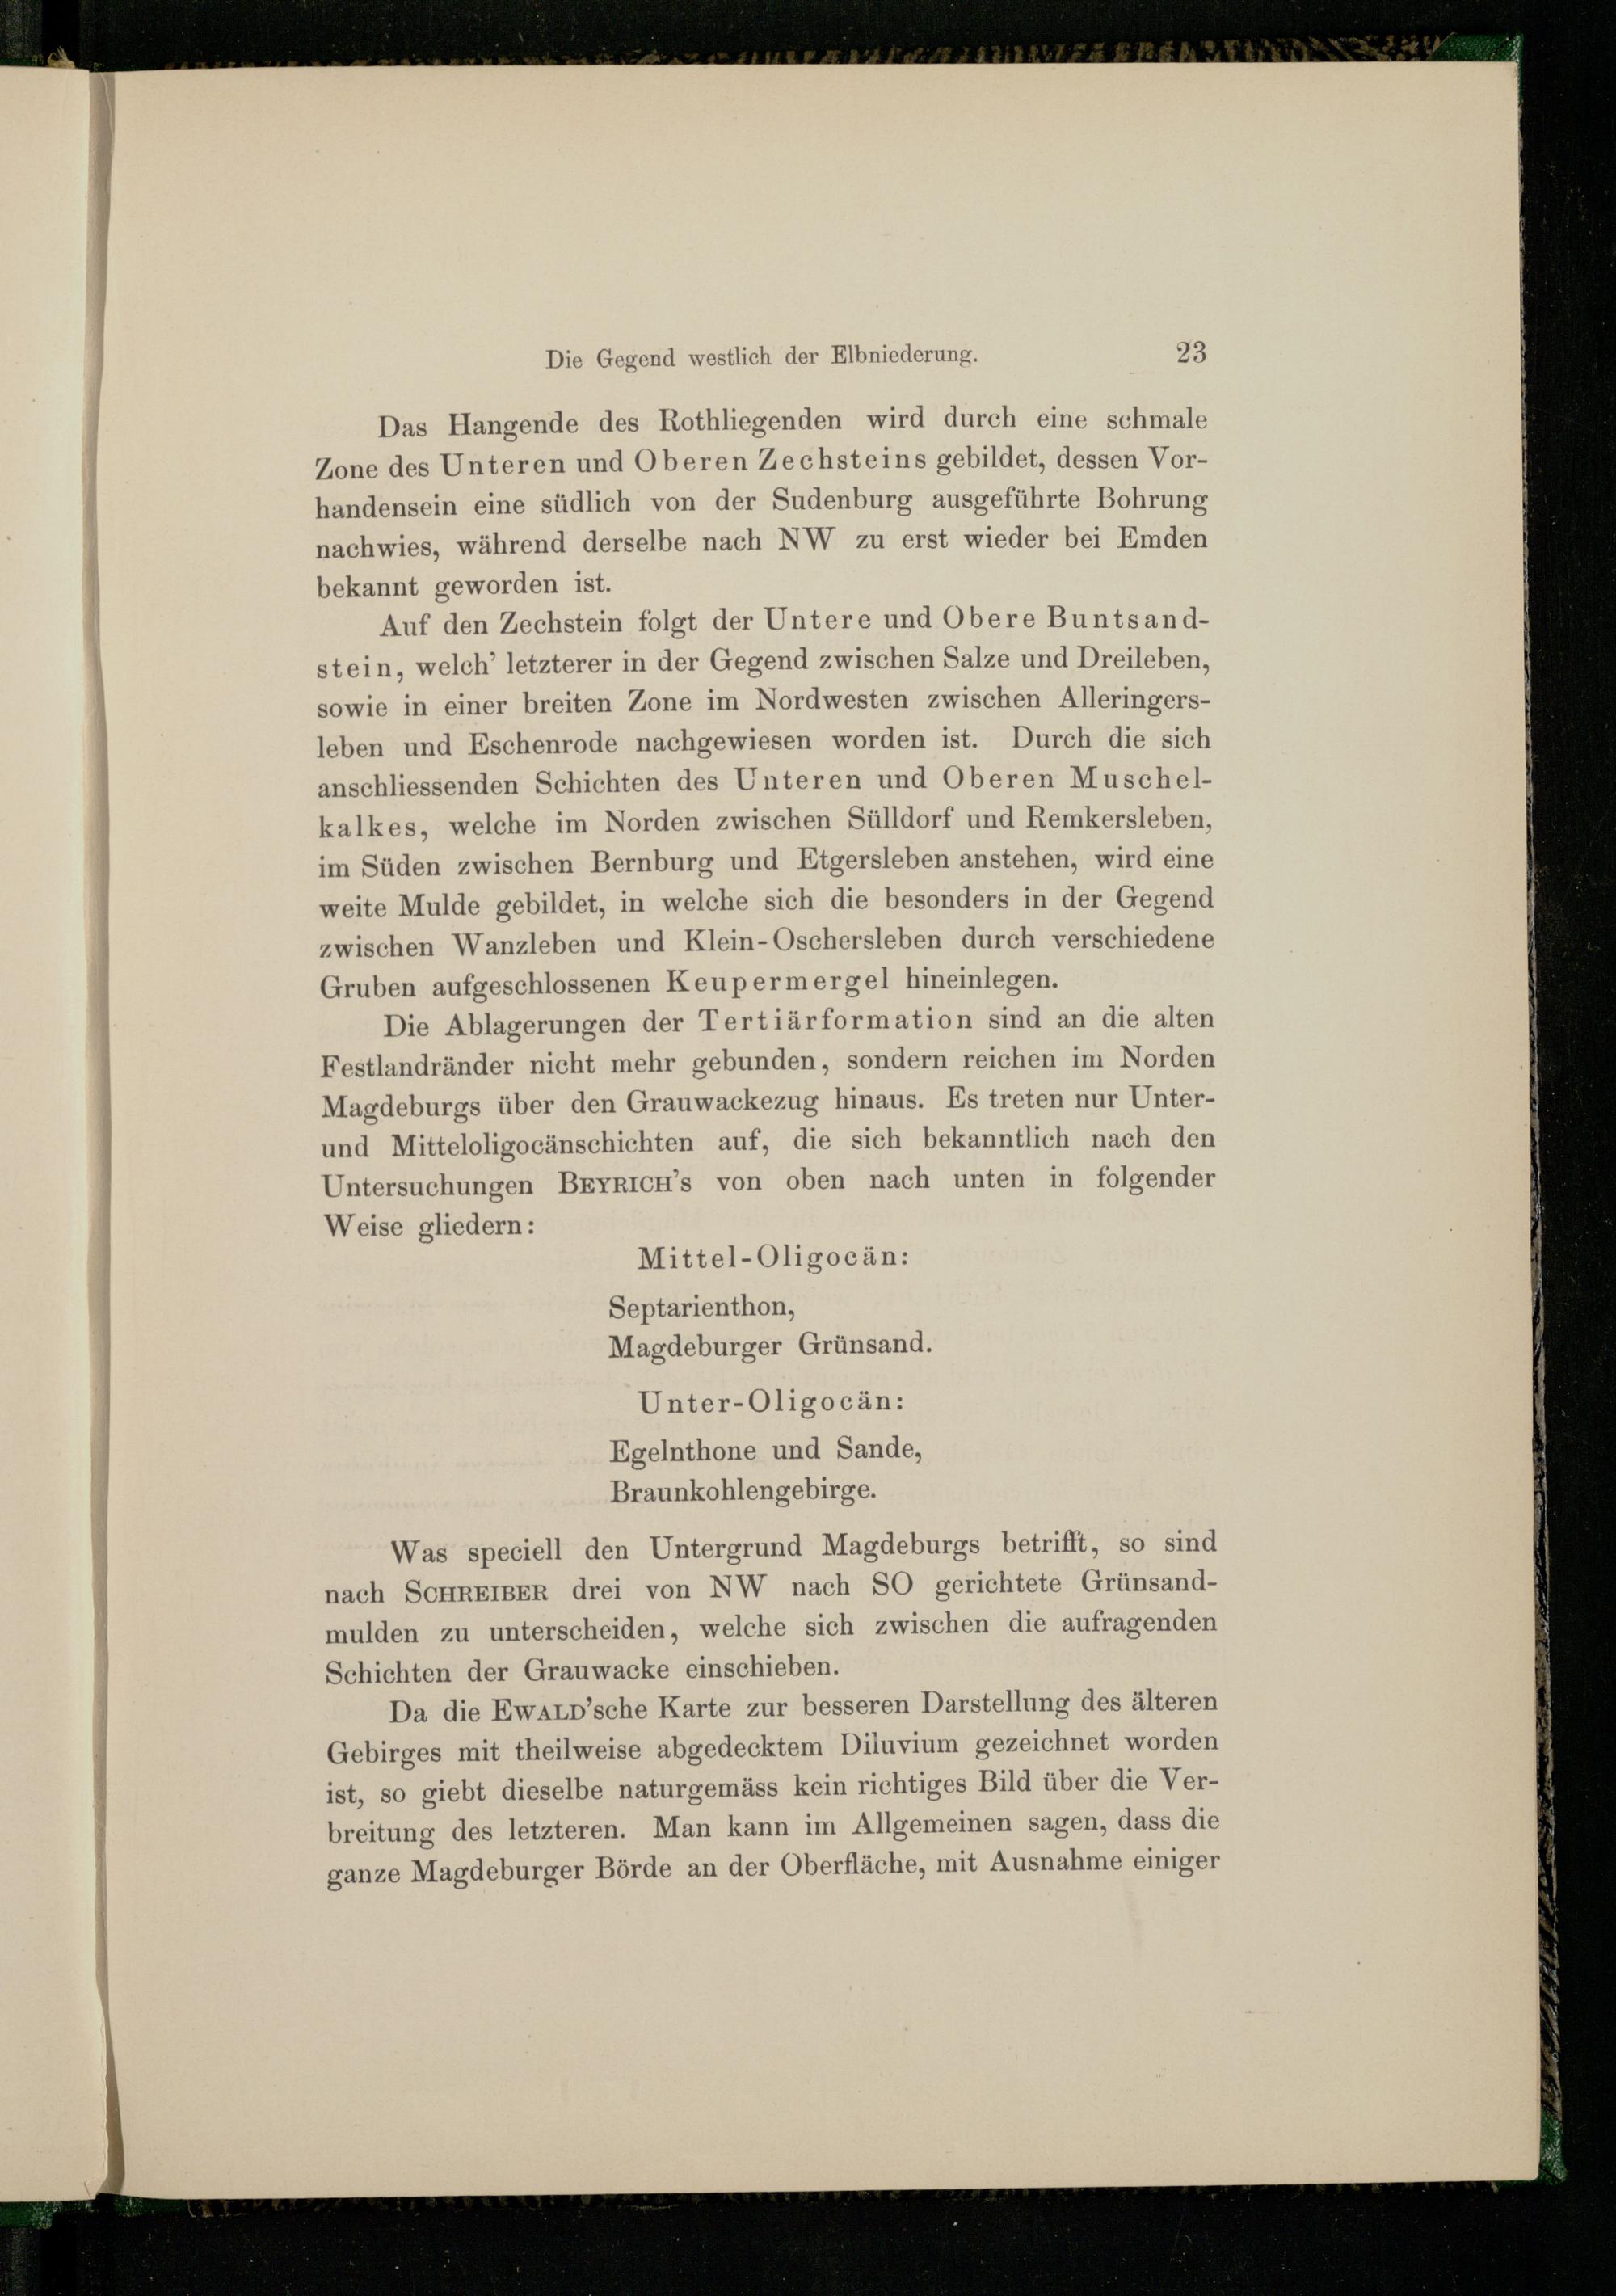 Die Gegend westlich der Elbniederung. 23
Das Hangende des Rothliegenden wird durch eine schmale
Zone des Unteren und Oberen Zechsteins gebildet, dessen Vor-
handensein eine südlich von der Sudenburg ausgeführte Bohrung
nachwies, während derselbe nach NW zu erst wieder bei Emden
bekannt geworden ist.
Auf den Zechstein folgt der Untere und Obere Buntsand-
stein, welch' letzterer in der Gegend zwischen Salze und Dreileben,
sowie in einer breiten Zone im Nordwesten zwischen Alleringers-
leben und Eschenrode nachgewiesen worden ist. Durch die sich
anschliessenden Schichten des Unteren und Oberen Muschel-
kalkes, welche im Norden zwischen Sülldorf und Remkersleben,
im Süden zwischen Bernburg und Etgersleben anstehen, wird eine
weite Mulde gebildet, in welche sich die besonders in der Gegend
zwischen Wanzleben und Klein-Oschersleben durch verschiedene
Gruben aufgeschlossenen Keupermergel hineinlegen.
Die Ablagerungen der Tertiärformation sind an die alten
Festlandränder nicht mehr gebunden, sondern reichen im Norden
Magdeburgs über den Grauwackezug hinaus. Es treten nur Unter-
und Mitteloligocänschichten auf, die sich bekanntlich nach den
Untersuchungen BEYRICH's von oben nach unten in folgender
Weise gliedern:
Mittel-Oligocän:
Septarienthon,
Magdeburger Grünsand.
Unter-Oligocän:
Egelnthone und Sande,
Braunkohlengebirge.
Was speciell den Untergrund Magdeburgs betrifft, so sind
nach SCHREIBER drei von NW nach SO gerichtete Grünsand-
mulden zu unterscheiden, welche sich zwischen die aufragenden
Schichten der Grauwacke einschieben.
Da die EWALD'sche Karte zur besseren Darstellung des älteren
Gebirges mit theilweise abgedecktem Diluvium gezeichnet worden
ist, so giebt dieselbe naturgemäss kein richtiges Bild über die Ver-
breitung des letzteren. Man kann im Allgemeinen sagen, dass die
ganze Magdeburger Börde an der Oberfläche, mit Ausnahme einiger